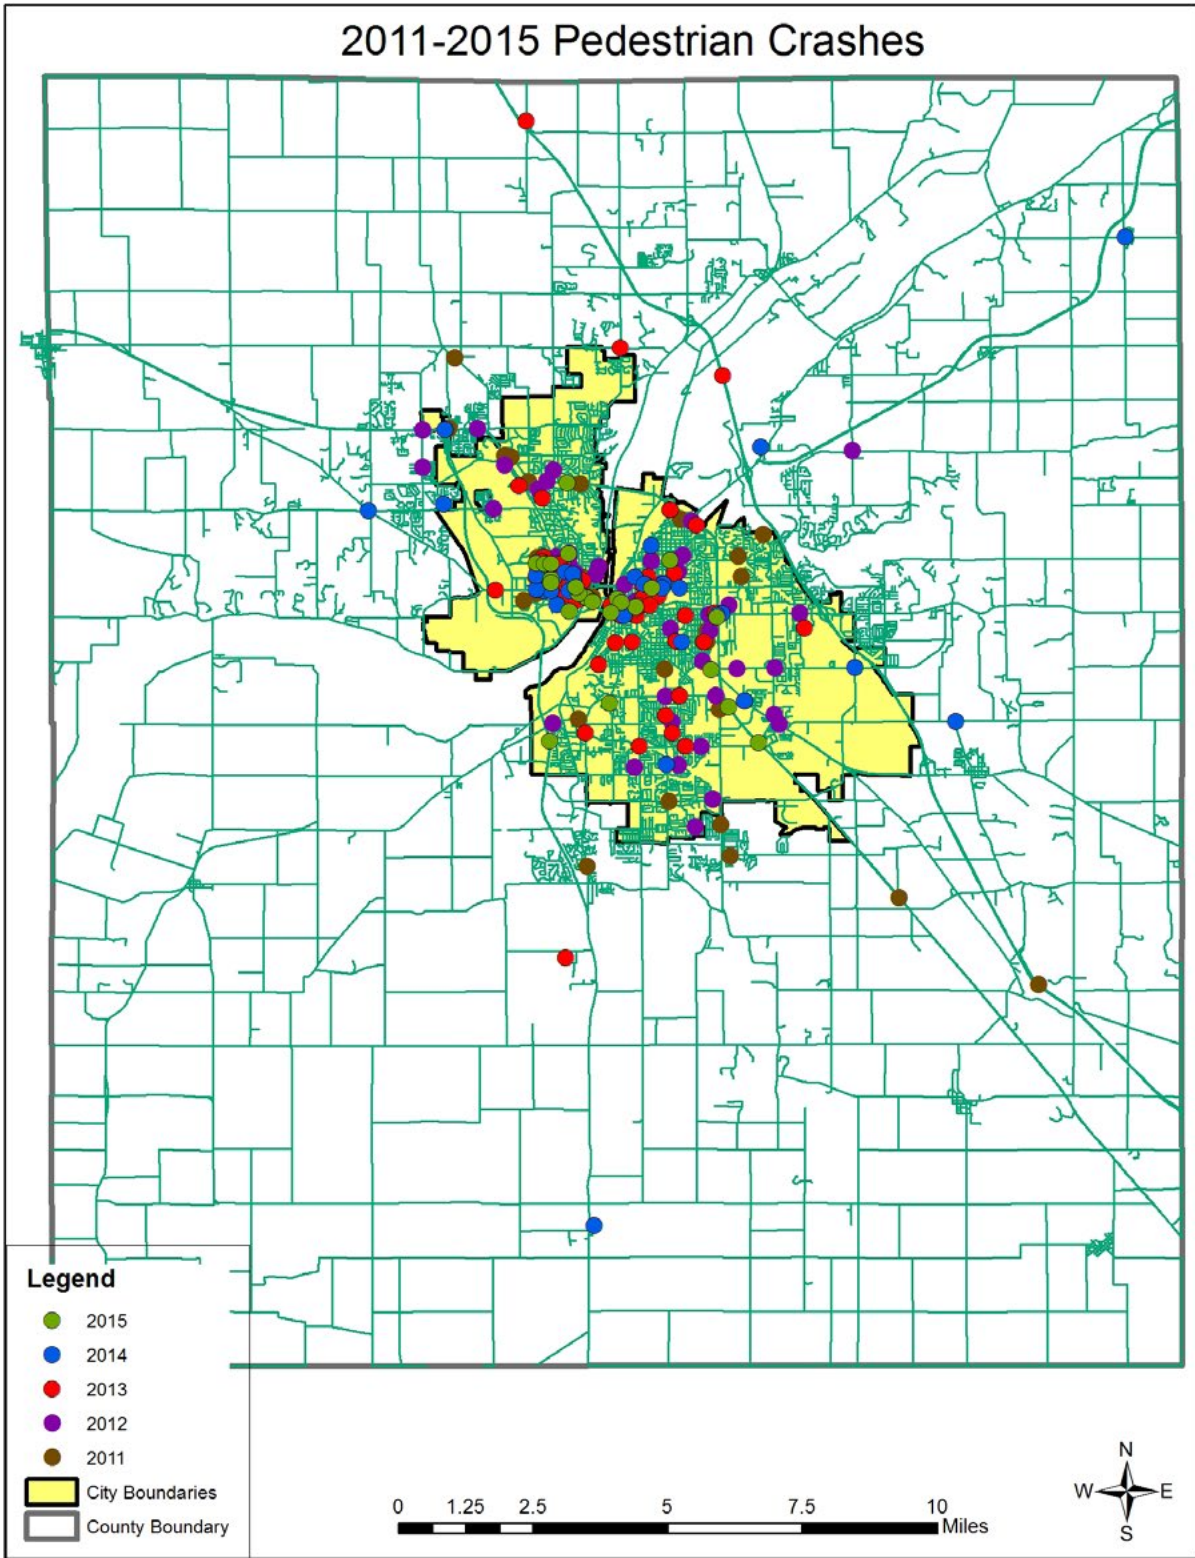 2011-2015 Pedestrian Crashes
Legend
2015
2014
2013
2012
2011
City Boundaries
County Boundary
0 1.25 2.5 5 7.5 10
Miles
N
W E
S